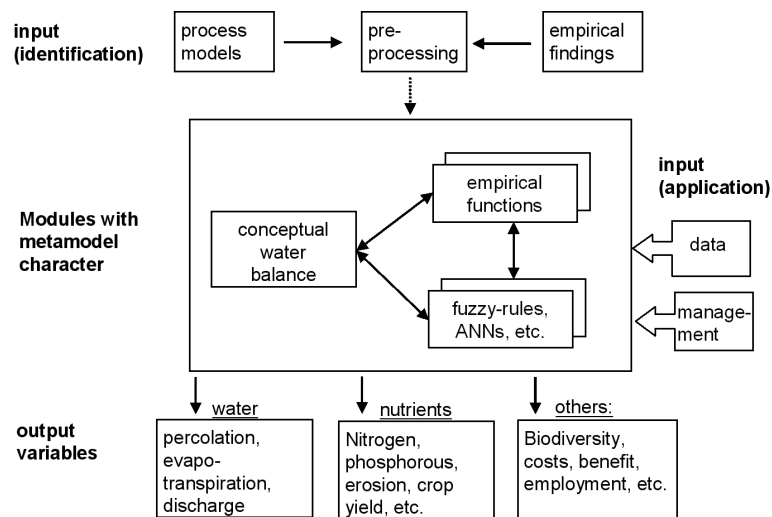 input
(identification)
process
models
pre-
processing
empirical
findings
Modules with
metamodel
character
conceptual
water
balance
empirical
functions
fuzzy-rules,
ANNs, etc.
input
(application)
data
manage-
ment
output
variables
water
percolation,
evapo-
transpiration,
discharge
nutrients
Nitrogen,
phosphorous,
erosion, crop
yield, etc.
others:
Biodiversity,
costs, benefit,
employment, etc.